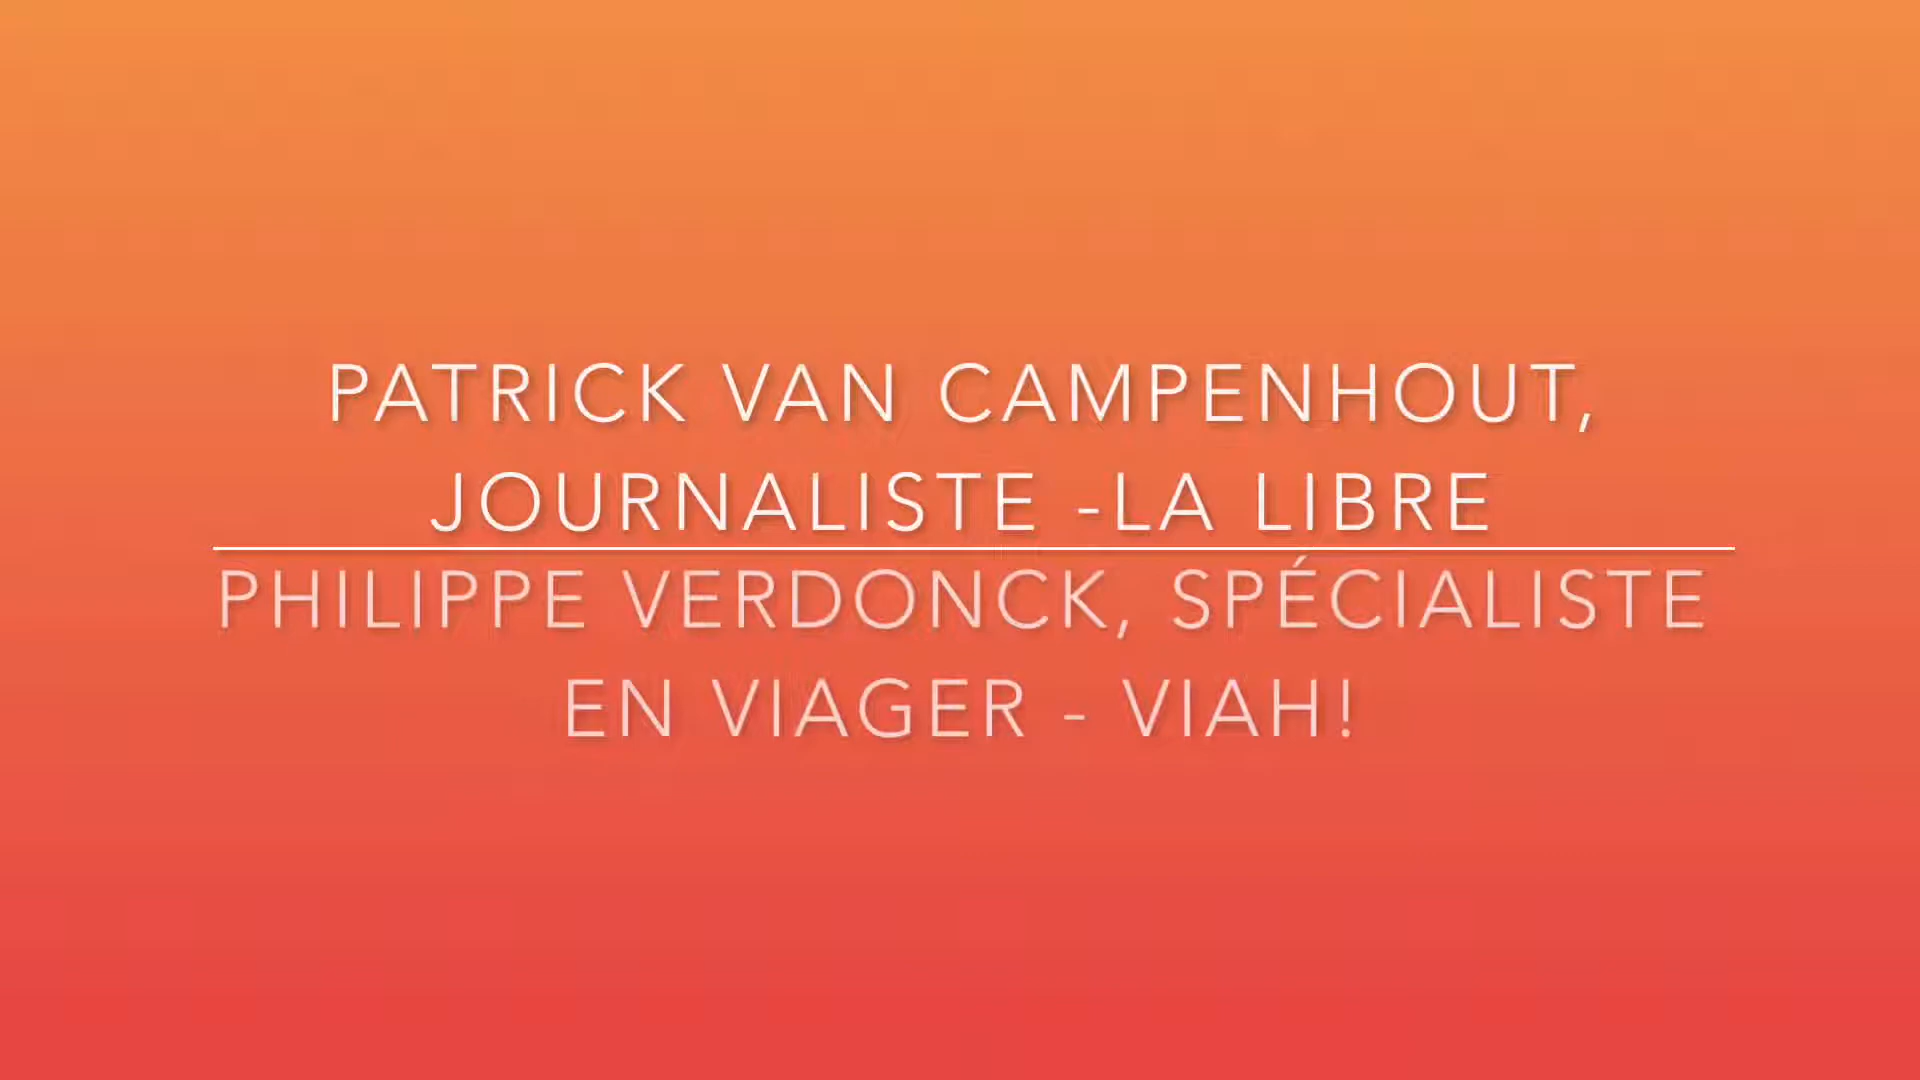 PATRICK VAN CAMPENHOUT,
JOURNALISTE -LA LIBRE
PHILIPPE VERDONCK, SPÉCIALISTE
EN VIAGER - VIAH!